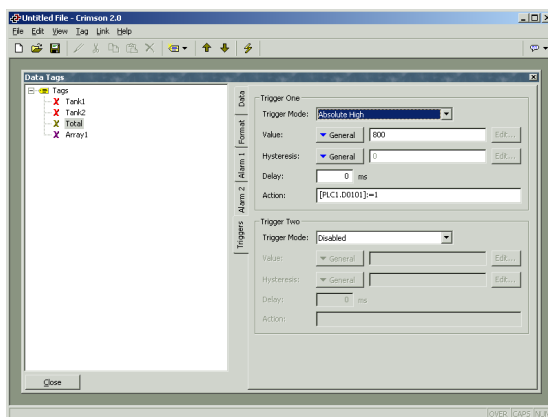 Untitled File - Crimson 2.0
File Edit View Tag Link Help
Data Tags
Tags
Tank1
Tank2
Total
Array1
Data
Format
Alarm 1
Alarm 2
Triggers
Trigger One
Trigger Mode: Absolute High
Value: General 800 Edit...
Hysteresis: General 0 Edit...
Delay: 0 ms
Action: [PLC1.D0101]:=1
Trigger Two
Trigger Mode: Disabled
Value: General Edit...
Hysteresis: General Edit...
Delay: 0 ms
Action:
Close
OVER CAPS NUM